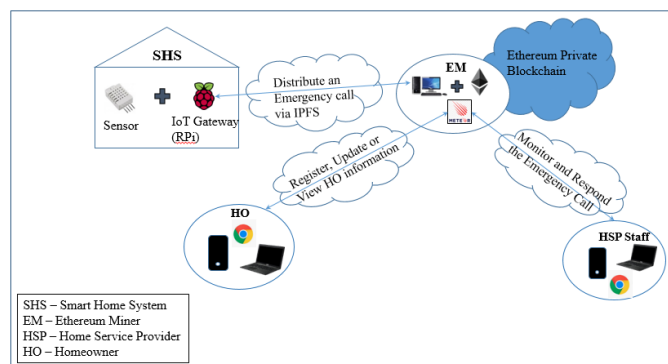 SHS
Sensor
IoT Gateway
(RPi)
Distribute an
Emergency call
via IPFS
EM
METEOR
Ethereum Private
Blockchain
Register, Update or
View HO information
Monitor and Respond
the Emergency Call
HO
HSP Staff
SHS – Smart Home System
EM – Ethereum Miner
HSP – Home Service Provider
HO – Homeowner